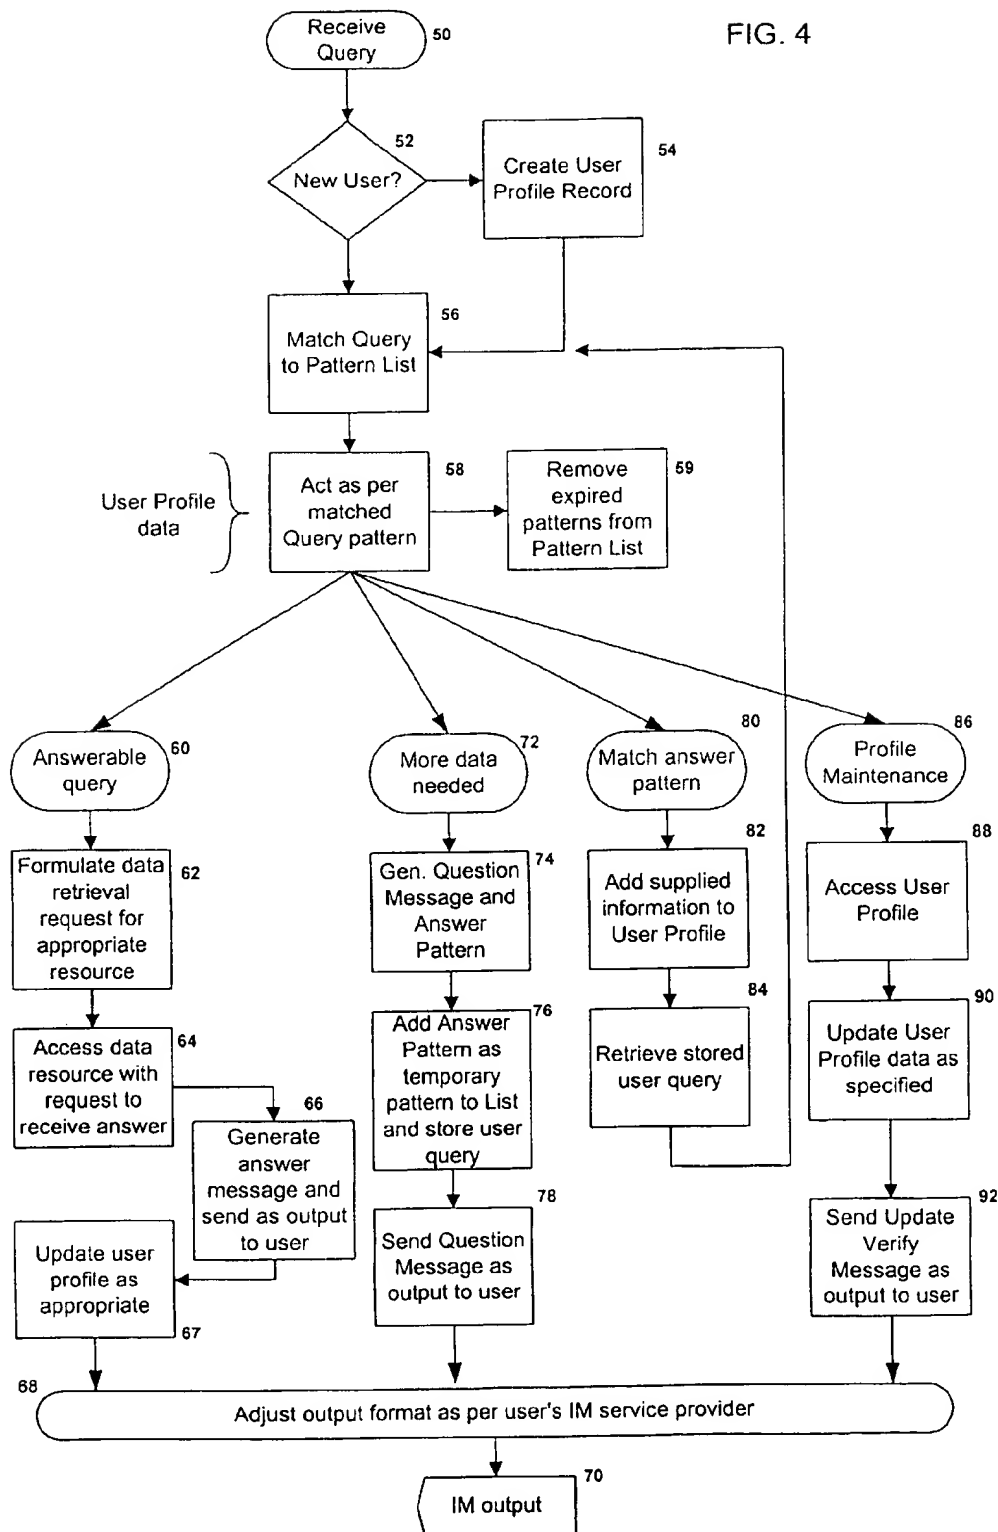 FIG. 4
Receive
Query
50
52
New User?
54
Create User
Profile Record
56
Match Query
to Pattern List
User Profile
data
58
Act as per
matched
Query pattern
59
Remove
expired
patterns from
Pattern List
60
Answerable
query
62
Formulate data
retrieval
request for
appropriate
resource
64
Access data
resource with
request to
receive answer
66
Generate
answer
message and
send as output
to user
Update user
profile as
appropriate
67
72
More data
needed
74
Gen. Question
Message and
Answer
Pattern
76
Add Answer
Pattern as
temporary
pattern to List
and store user
query
78
Send Question
Message as
output to user
80
Match answer
pattern
82
Add supplied
information to
User Profile
84
Retrieve stored
user query
86
Profile
Maintenance
88
Access User
Profile
90
Update User
Profile data as
specified
92
Send Update
Verify
Message as
output to user
68
Adjust output format as per user's IM service provider
70
IM output